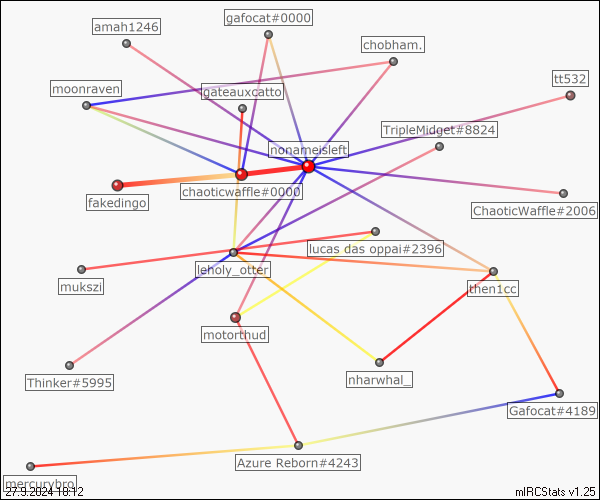 gafocat#0000
amah1246
chobham.
tt532
moonraven
gateauxcatto
TripleMidget#8824
nonameisleft
chaoticwaffle#0000
fakedingo
ChaoticWaffle#2006
lucas das oppai#2396
leholy_otter
mukszi
then1cc
motorthud
nharwhal_
Thinker#5995
Gafocat#4189
Azure Reborn#4243
mercurybro
27.9.2024 10:12
mIRCStats v1.25